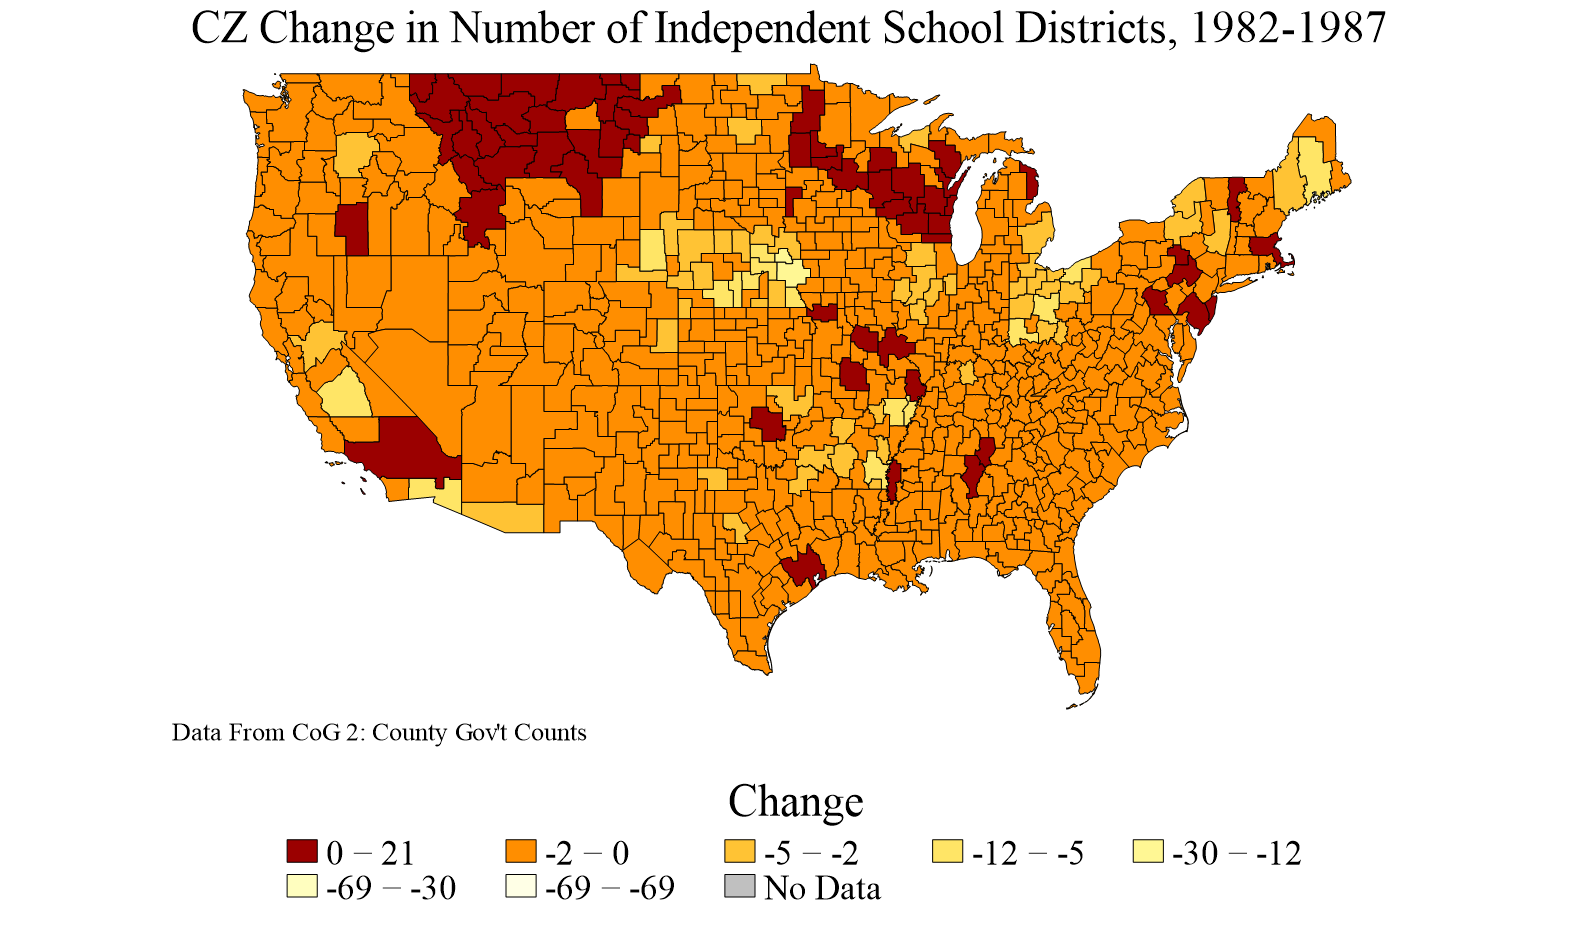 CZ Change in Number of Independent School Districts, 1982-1987
Data From CoG 2: County Gov't Counts
Change
0 − 21
-2 − 0
-5 − -2
-12 − -5
-30 − -12
-69 − -30
-69 − -69
No Data